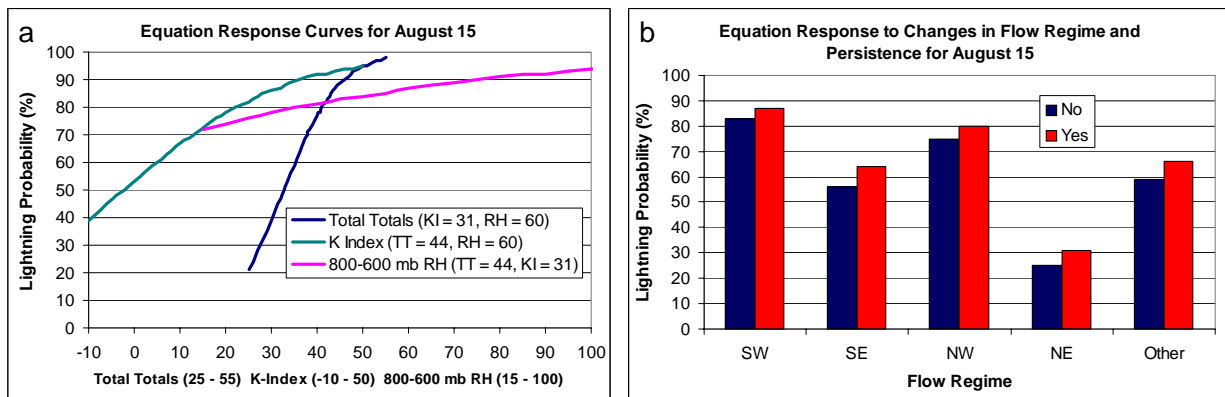 a
Equation Response Curves for August 15
Lightning Probability (%)
100
90
80
70
60
50
40
30
20
10
0
Total Totals (KI = 31, RH = 60)
K Index (TT = 44, RH = 60)
800-600 mb RH (TT = 44, KI = 31)
-10 0 10 20 30 40 50 60 70 80 90 100
Total Totals (25 - 55) K-Index (-10 - 50) 800-600 mb RH (15 - 100)
b
Equation Response to Changes in Flow Regime and
Persistence for August 15
Lightning Probability (%)
100
90
80
70
60
50
40
30
20
10
0
No
Yes
SW SE NW NE Other
Flow Regime